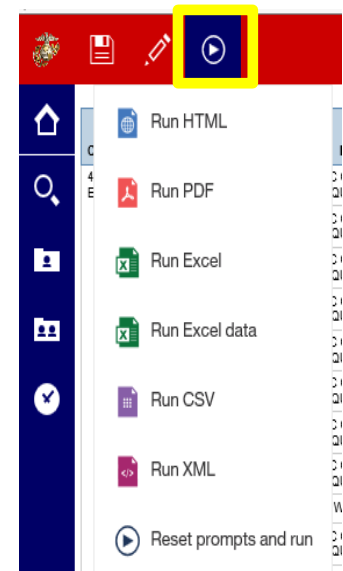 Run HTML
Run PDF
Run Excel
Run Excel data
Run CSV
Run XML
Reset prompts and run